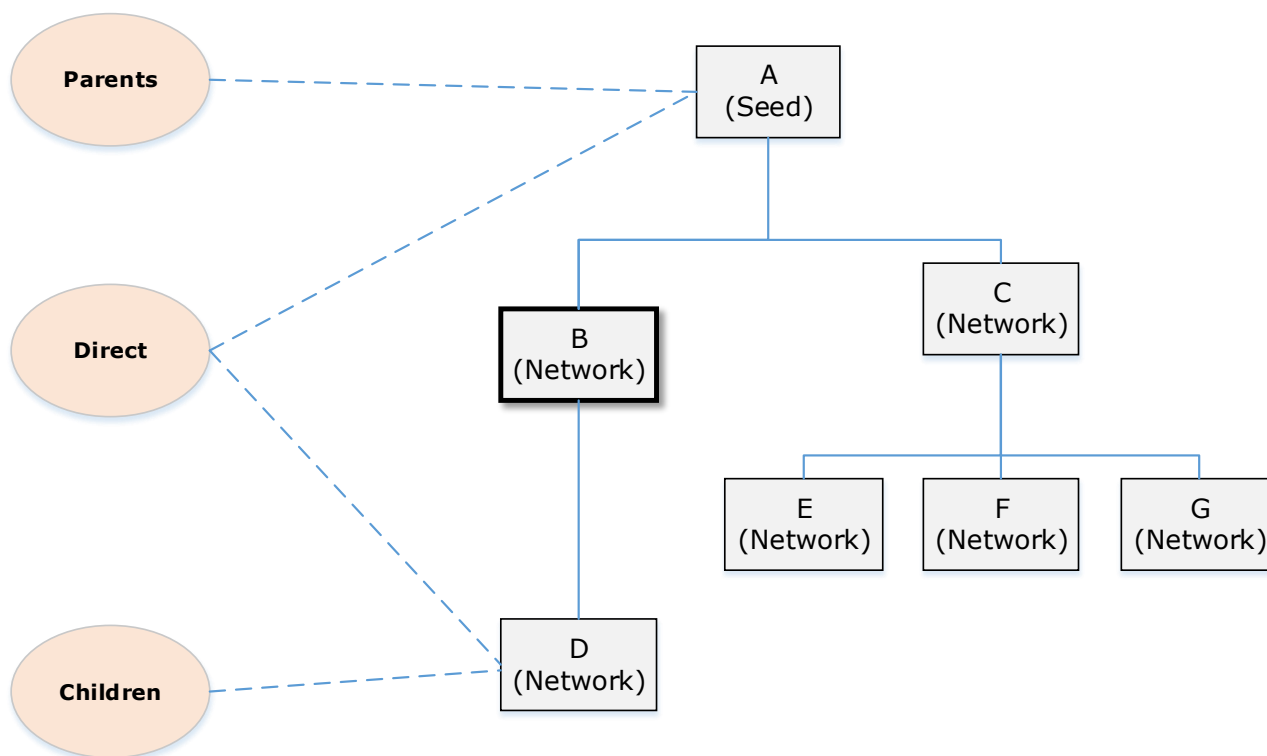 Parents
A
(Seed)
Direct
B
(Network)
C
(Network)
E
(Network)
F
(Network)
G
(Network)
Children
D
(Network)